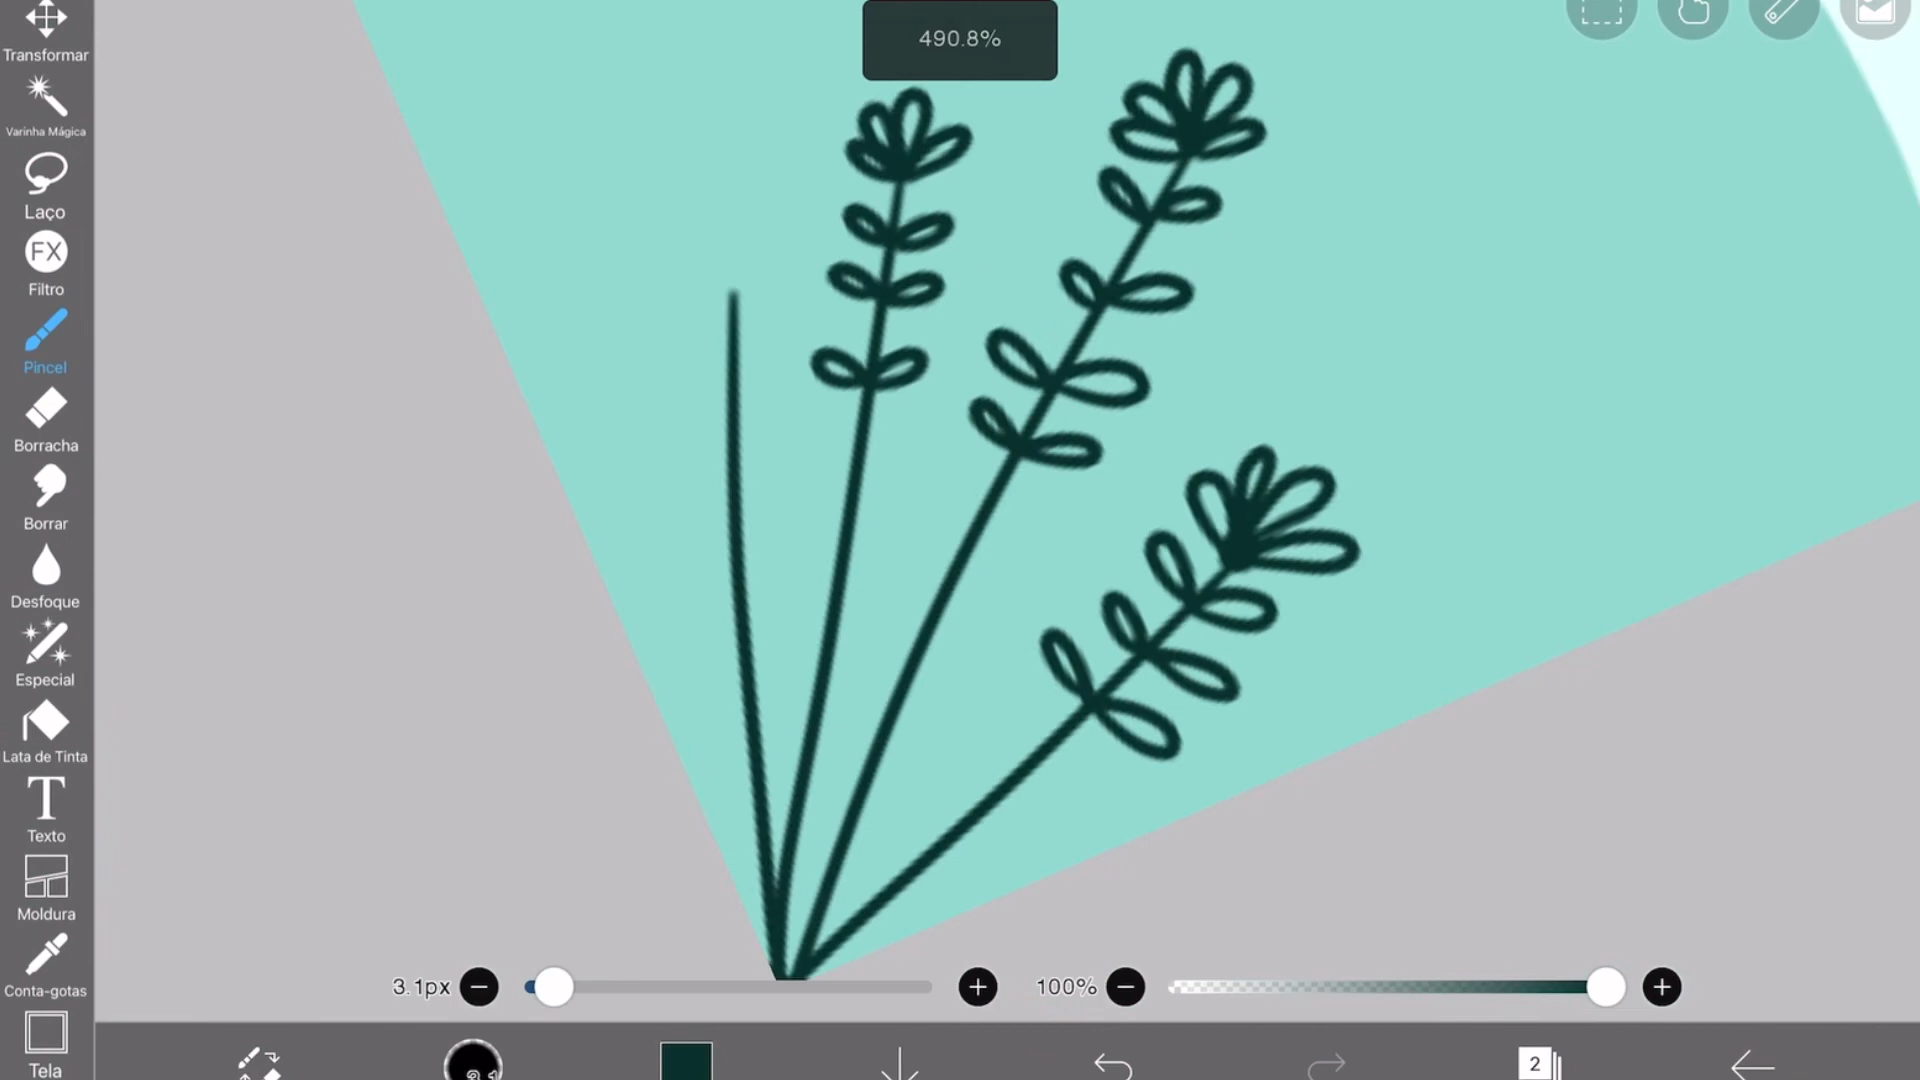 490.8%
Transformar
Varinha Mágica
Laço
FX
Filtro
Pincel
Borracha
Borrar
Desfoque
Especial
Lata de Tinta
T
Texto
Moldura
Conta-gotas
Tela
3.1px
100%
2